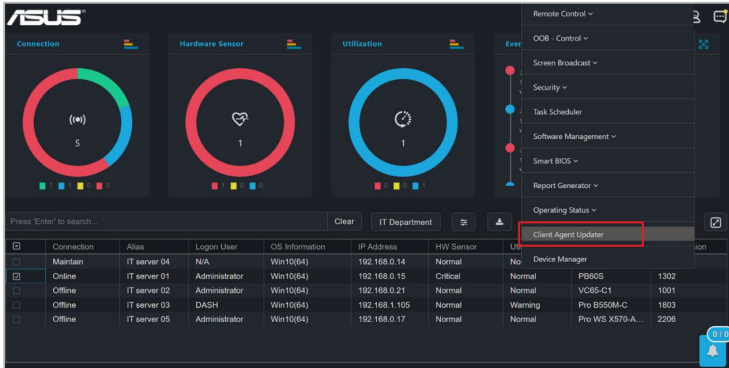 ASUS
Remote Control
OOB - Control
Screen Broadcast
Security
Task Scheduler
Software Management
Smart BIOS
Report Generator
Operating Status
Client Agent Updater
Device Manager
Connection
5
1 1 0 3
Hardware Sensor
1
1 0 0
Utilization
1
0 0 1
Press 'Enter' to search...
Clear
IT Department
Connection Alias Logon User OS Information IP Address HW Sensor
Maintain IT server 04 N/A Win10(64) 192.168.0.14 Normal
Online IT server 01 Administrator Win10(64) 192.168.0.15 Critical Normal PB60S 1302
Offline IT server 02 Administrator Win10(64) 192.168.0.21 Normal Normal VC65-C1 1001
Offline IT server 03 DASH Win10(64) 192.168.1.105 Normal Warning Pro B550M-C 1803
Offline IT server 05 Administrator Win10(64) 192.168.0.17 Normal Normal Pro WS X570-A... 2206
0 / 0